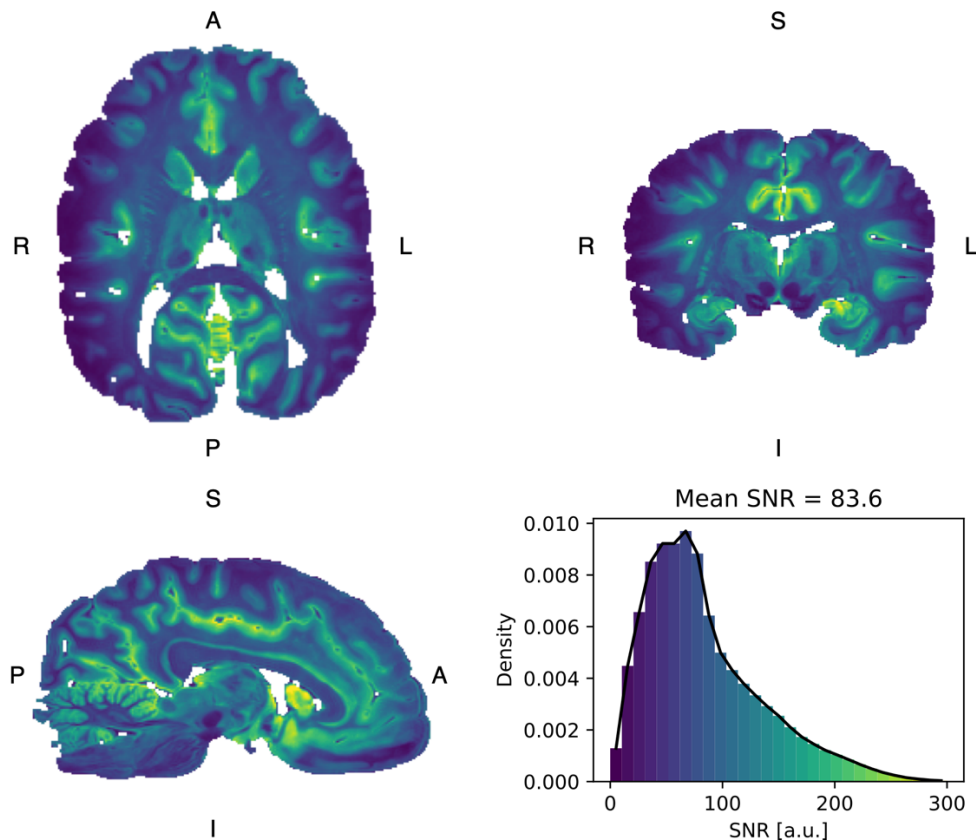 A
S
R
L
R
L
P
I
S
P
A
I
Mean SNR = 83.6
0.010
0.008
0.006
0.004
0.002
0.000
Density
0
100
200
300
SNR [a.u.]